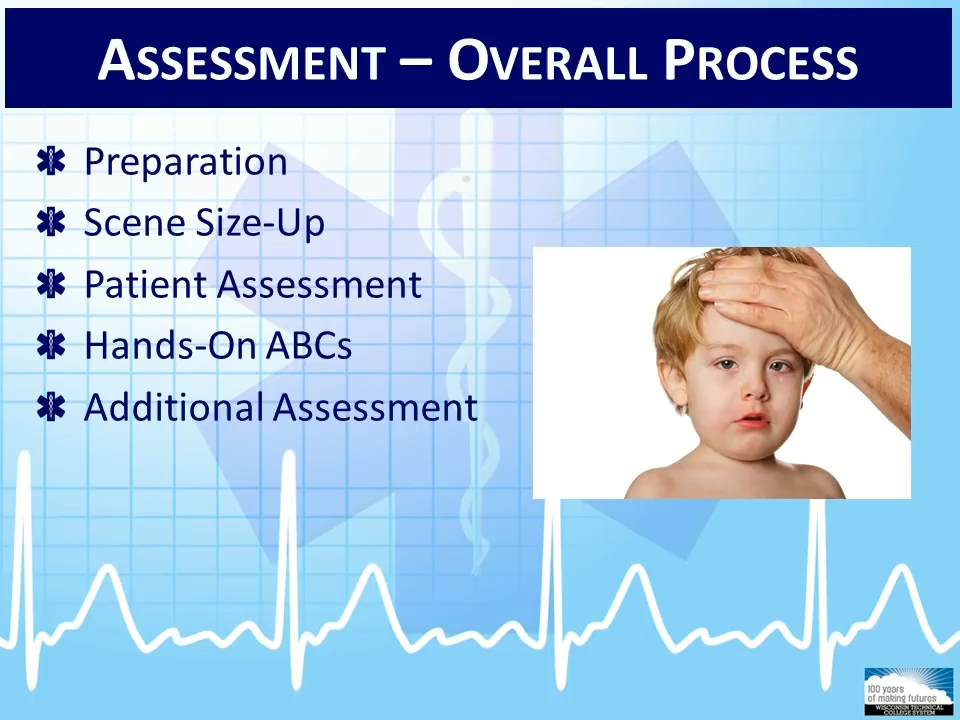 ASSESSMENT – OVERALL PROCESS
Preparation
Scene Size-Up
Patient Assessment
Hands-On ABCs
Additional Assessment
100 years
of making futures
WISCONSIN TECHNICAL
COLLEGE SYSTEM